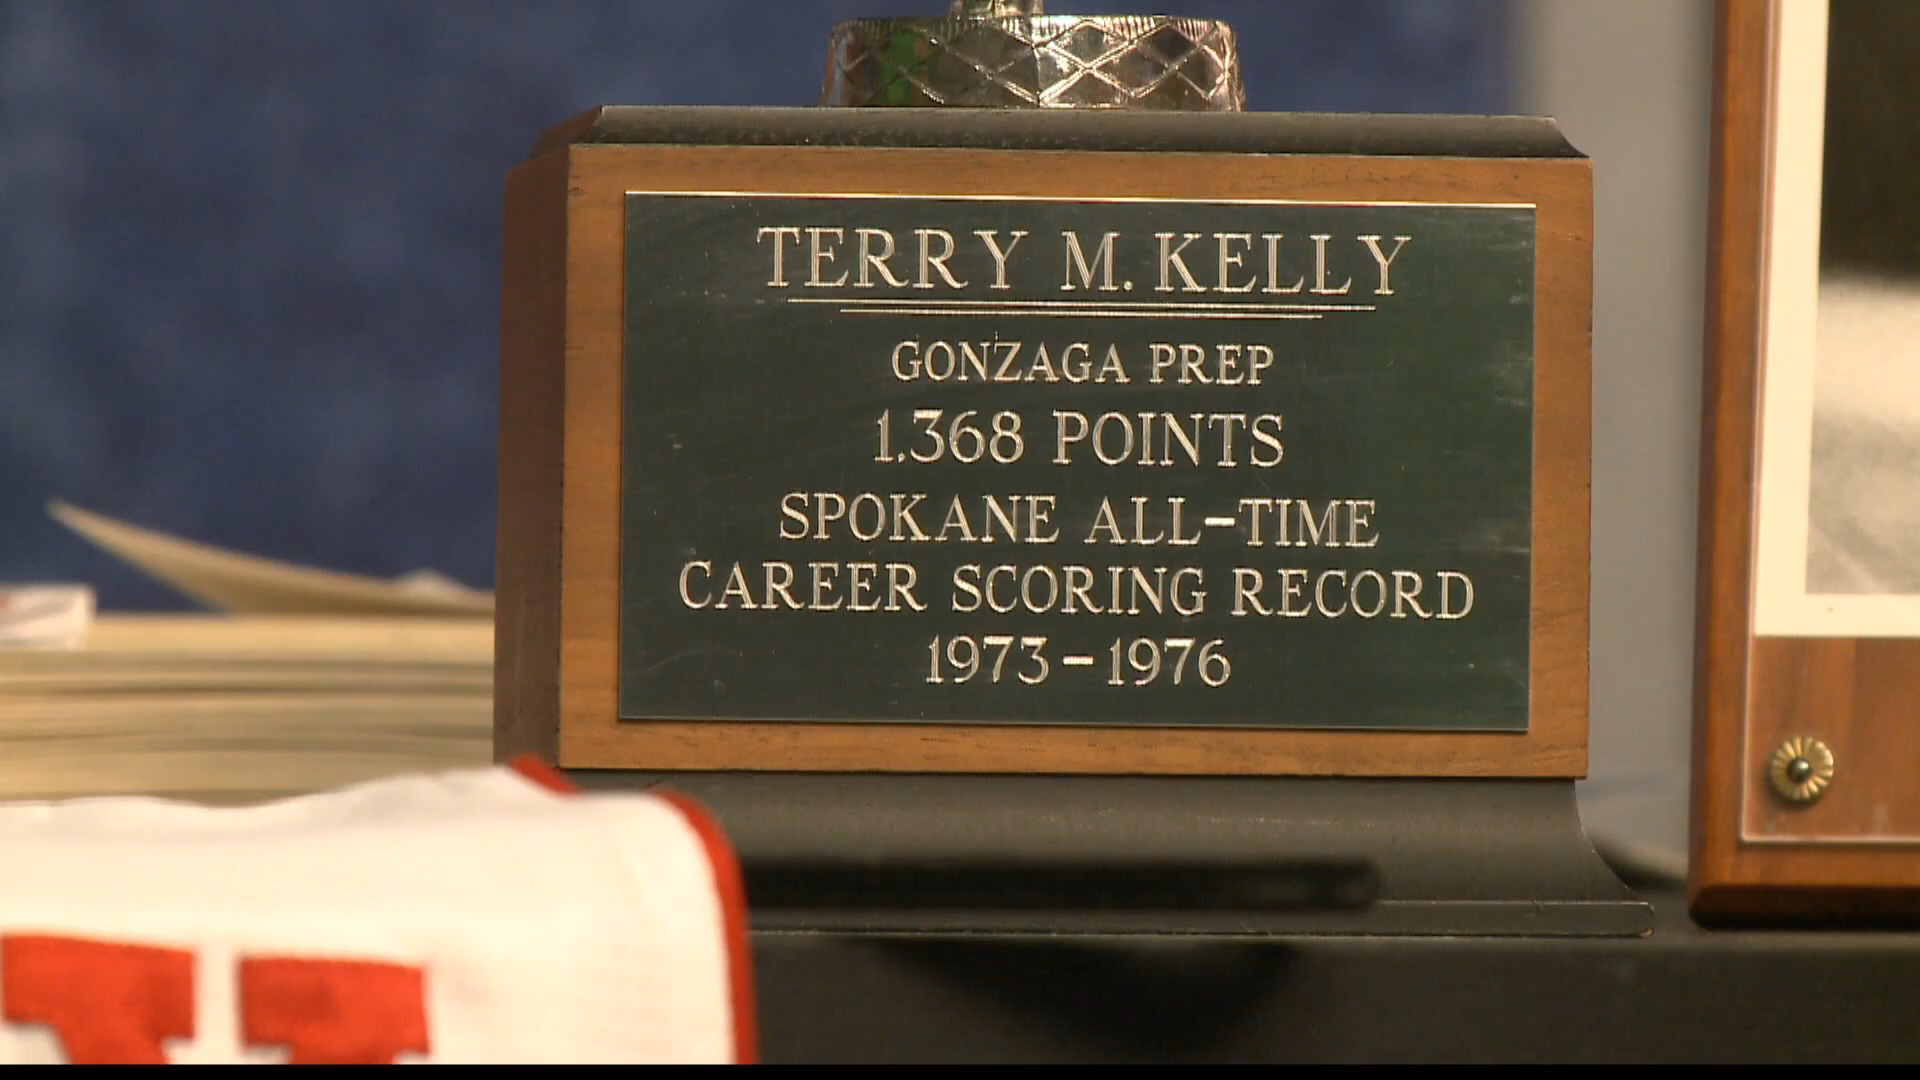 TERRY M. KELLY
GONZAGA PREP
1.368 POINTS
SPOKANE ALL-TIME
CAREER SCORING RECORD
1973-1976